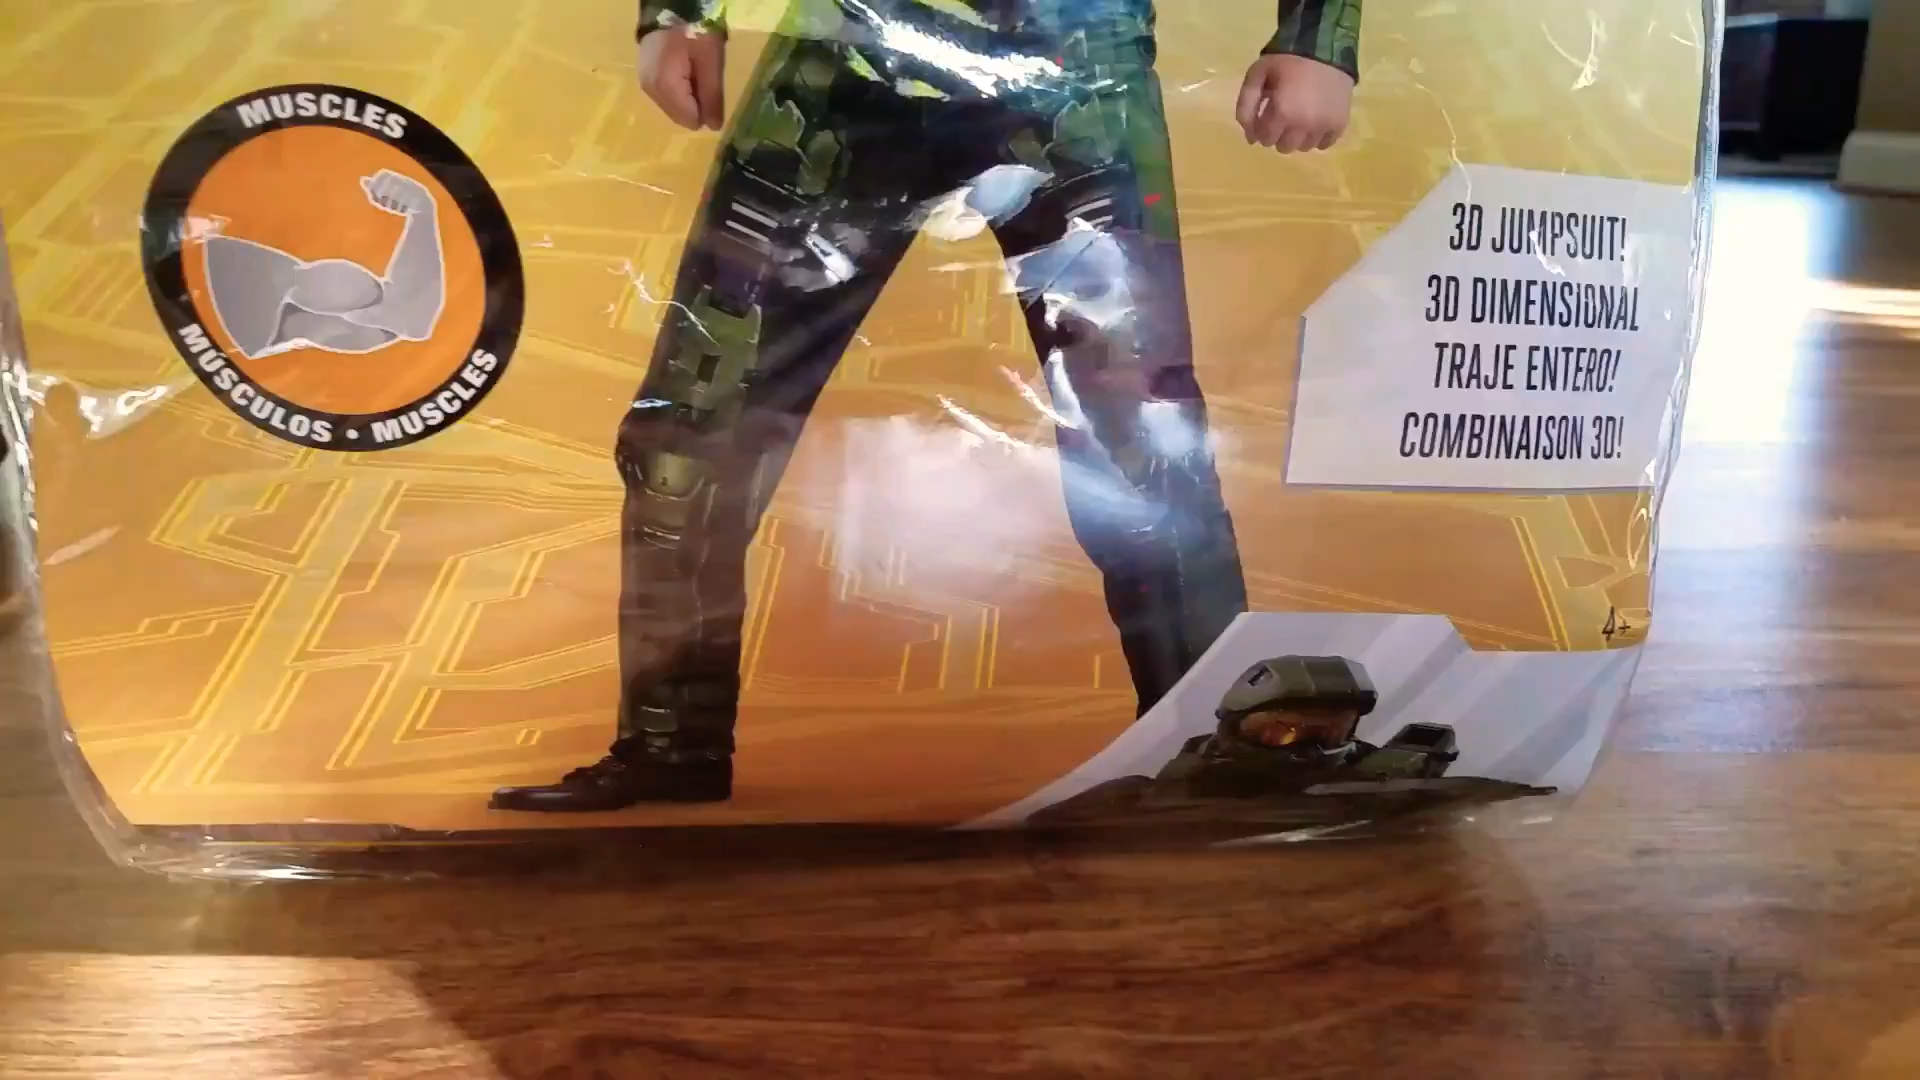 MUSCLES
MÚSCULOS • MUSCLES
3D JUMPSUIT!
3D DIMENSIONAL
TRAJE ENTERO!
COMBINAISON 3D!
4+